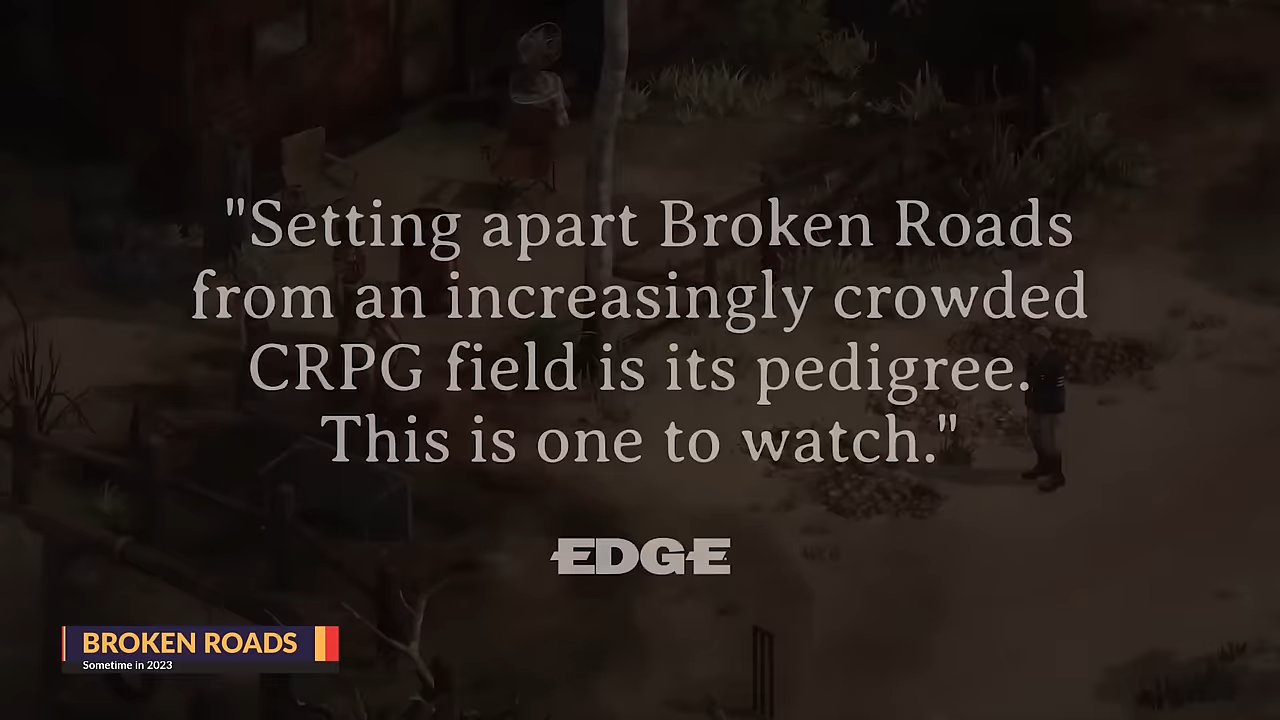 "Setting apart Broken Roads
from an increasingly crowded
CRPG field is its pedigree.
This is one to watch."
EDGE
BROKEN ROADS
Sometime in 2023